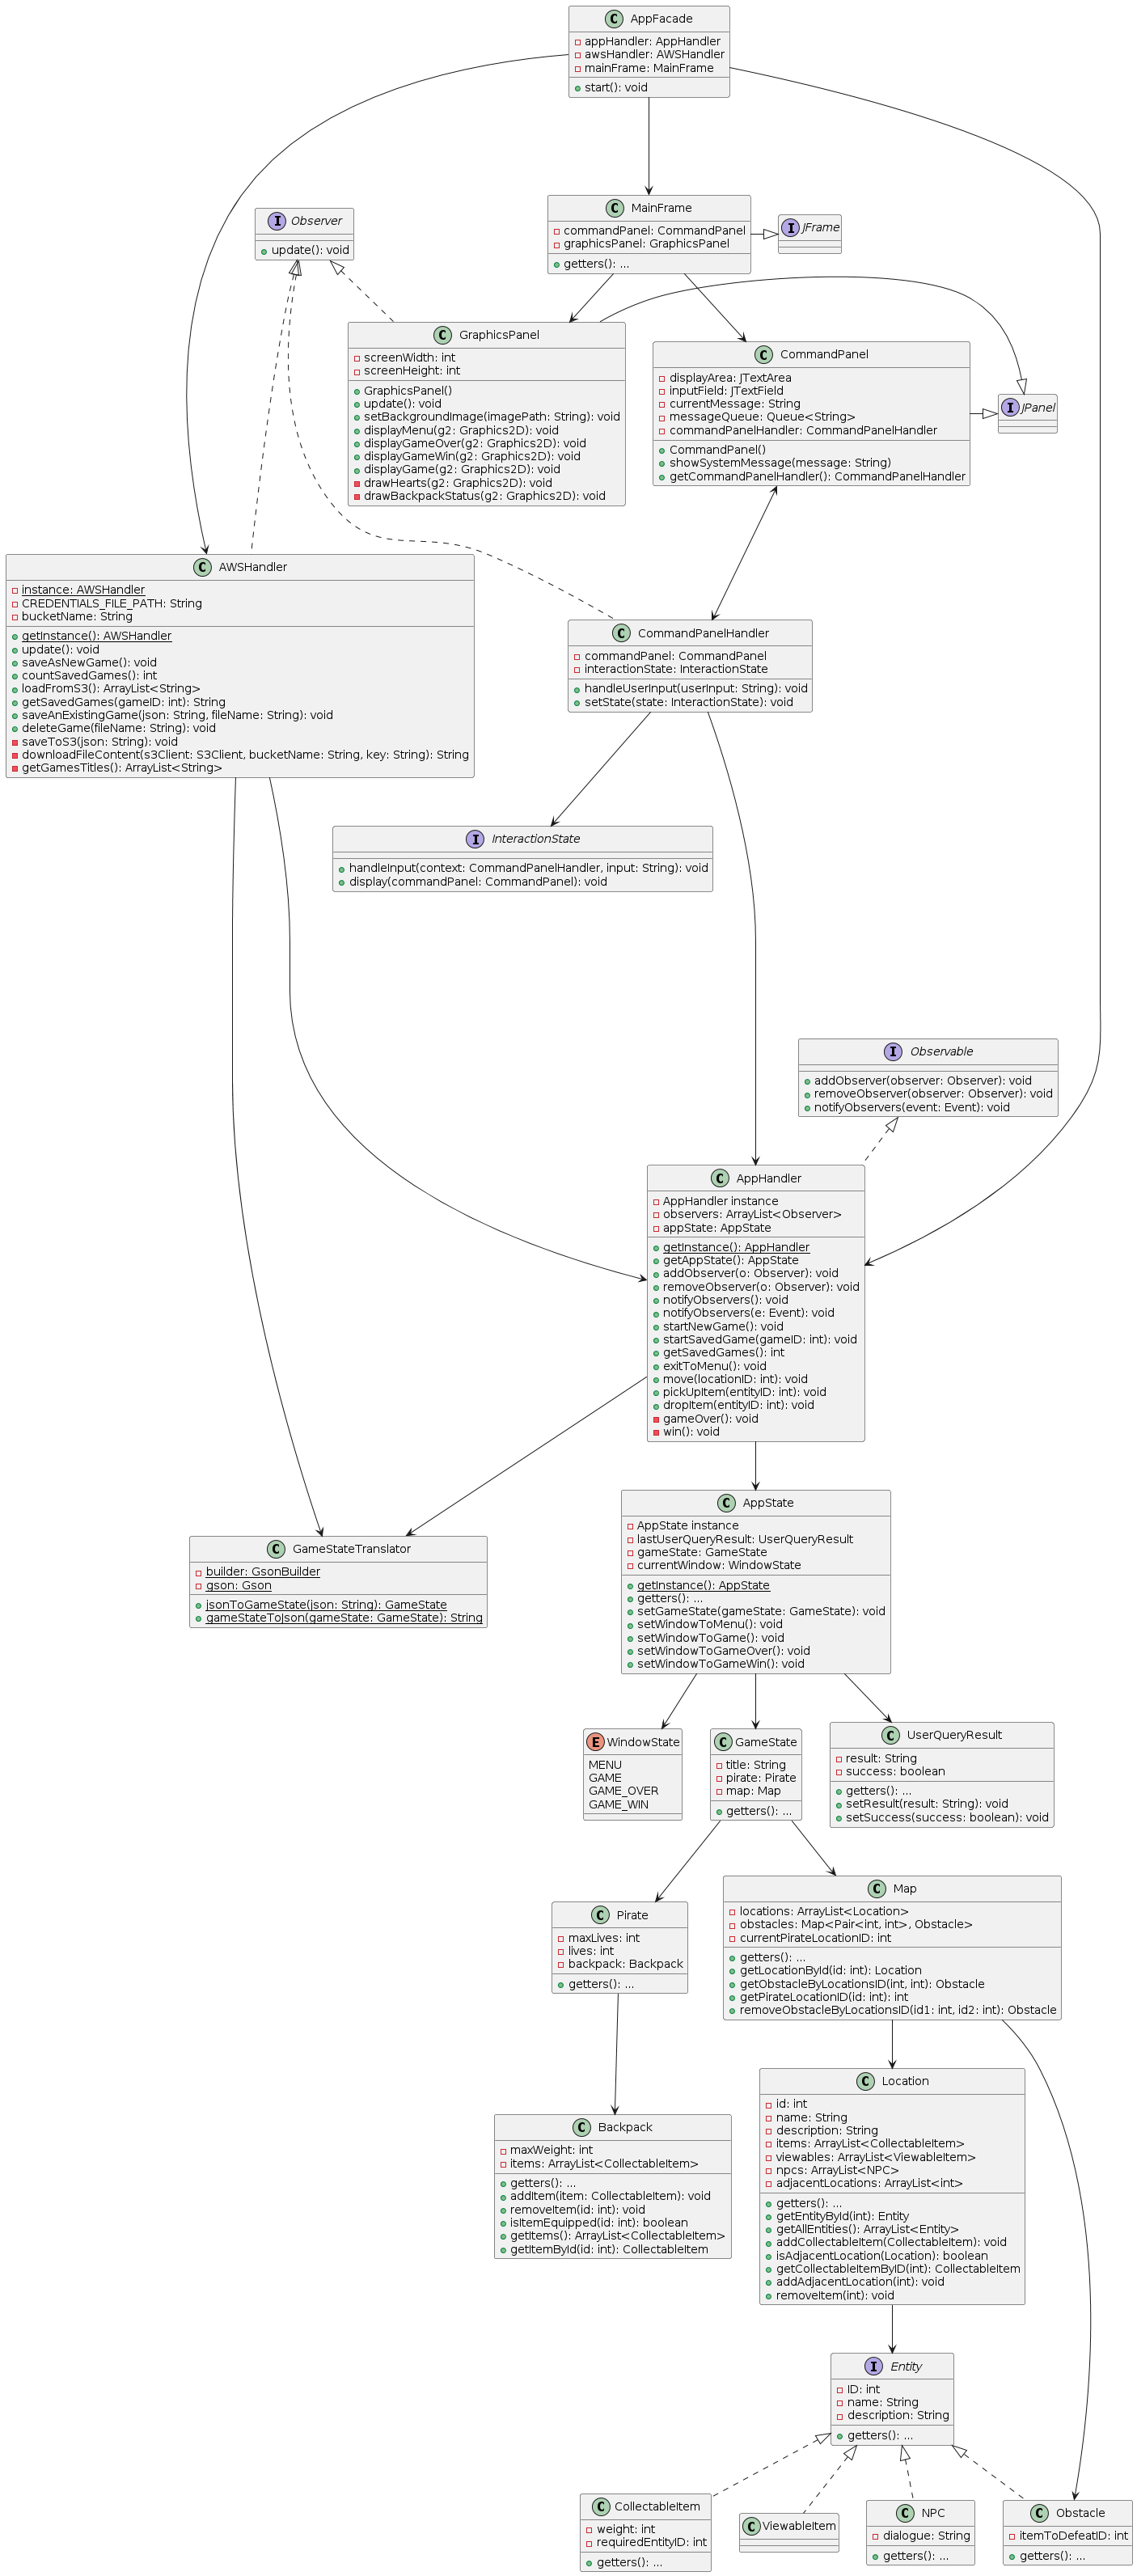 C AppFacade
appHandler: AppHandler
awsHandler: AWSHandler
mainFrame: MainFrame
start(): void
C MainFrame
commandPanel: CommandPanel
graphicsPanel: GraphicsPanel
getters(): ...
I JFrame
I Observer
update(): void
C GraphicsPanel
screenWidth: int
screenHeight: int
GraphicsPanel()
update(): void
setBackgroundImage(imagePath: String): void
displayMenu(g2: Graphics2D): void
displayGameOver(g2: Graphics2D): void
displayGameWin(g2: Graphics2D): void
displayGame(g2: Graphics2D): void
drawHearts(g2: Graphics2D): void
drawBackpackStatus(g2: Graphics2D): void
C CommandPanel
displayArea: JTextArea
inputField: JTextField
currentMessage: String
messageQueue: Queue<String>
commandPanelHandler: CommandPanelHandler
CommandPanel()
showSystemMessage(message: String)
getCommandPanelHandler(): CommandPanelHandler
I JPanel
C AWSHandler
instance: AWSHandler
CREDENTIALS_FILE_PATH: String
bucketName: String
getInstance(): AWSHandler
update(): void
saveAsNewGame(): void
countSavedGames(): int
loadFromS3(): ArrayList<String>
getSavedGames(gameID: int): String
saveAnExistingGame(json: String, fileName: String): void
deleteGame(fileName: String): void
saveToS3(json: String): void
downloadFileContent(s3Client: S3Client, bucketName: String, key: String): String
getGamesTitles(): ArrayList<String>
C CommandPanelHandler
commandPanel: CommandPanel
interactionState: InteractionState
handleUserInput(userInput: String): void
setState(state: InteractionState): void
I InteractionState
handleInput(context: CommandPanelHandler, input: String): void
display(commandPanel: CommandPanel): void
I Observable
addObserver(observer: Observer): void
removeObserver(observer: Observer): void
notifyObservers(event: Event): void
C AppHandler
AppHandler instance
observers: ArrayList<Observer>
appState: AppState
getInstance(): AppHandler
getAppState(): AppState
addObserver(o: Observer): void
removeObserver(o: Observer): void
notifyObservers(): void
notifyObservers(e: Event): void
startNewGame(): void
startSavedGame(gameID: int): void
getSavedGames(): int
exitToMenu(): void
move(locationID: int): void
pickUpItem(entityID: int): void
dropItem(entityID: int): void
gameOver(): void
win(): void
C GameStateTranslator
builder: GsonBuilder
gson: Gson
jsonToGameState(json: String): GameState
gameStateToJson(gameState: GameState): String
C AppState
AppState instance
lastUserQueryResult: UserQueryResult
gameState: GameState
currentWindow: WindowState
getInstance(): AppState
getters(): ...
setGameState(gameState: GameState): void
setWindowToMenu(): void
setWindowToGame(): void
setWindowToGameOver(): void
setWindowToGameWin(): void
E WindowState
MENU
GAME
GAME_OVER
GAME_WIN
C GameState
title: String
pirate: Pirate
map: Map
getters(): ...
C UserQueryResult
result: String
success: boolean
getters(): ...
setResult(result: String): void
setSuccess(success: boolean): void
C Pirate
maxLives: int
lives: int
backpack: Backpack
getters(): ...
C Map
locations: ArrayList<Location>
obstacles: Map<Pair<int, int>, Obstacle>
currentPirateLocationID: int
getters(): ...
getLocationById(id: int): Location
getObstacleByLocationsID(int, int): Obstacle
getPirateLocationID(id: int): int
removeObstacleByLocationsID(id1: int, id2: int): Obstacle
C Backpack
maxWeight: int
items: ArrayList<CollectableItem>
getters(): ...
addItem(item: CollectableItem): void
removeItem(id: int): void
isItemEquipped(id: int): boolean
getItems(): ArrayList<CollectableItem>
getItemById(id: int): CollectableItem
C Location
id: int
name: String
description: String
items: ArrayList<CollectableItem>
viewables: ArrayList<ViewableItem>
npcs: ArrayList<NPC>
adjacentLocations: ArrayList<int>
getters(): ...
getEntityById(int): Entity
getAllEntities(): ArrayList<Entity>
addCollectableItem(CollectableItem): void
isAdjacentLocation(Location): boolean
getCollectableItemByID(int): CollectableItem
addAdjacentLocation(int): void
removeItem(int): void
I Entity
ID: int
name: String
description: String
getters(): ...
C CollectableItem
weight: int
requiredEntityID: int
getters(): ...
C ViewableItem
C NPC
dialogue: String
getters(): ...
C Obstacle
itemToDefeatID: int
getters(): ...